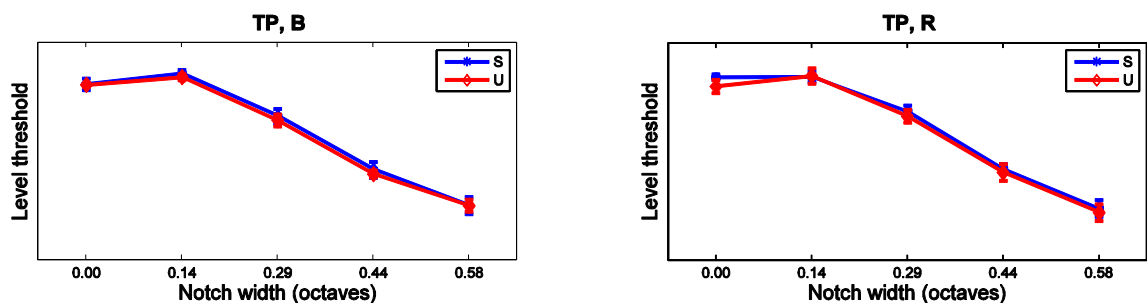 TP, B
S
U
Level threshold
0.00 0.14 0.29 0.44 0.58
Notch width (octaves)
TP, R
S
U
Level threshold
0.00 0.14 0.29 0.44 0.58
Notch width (octaves)